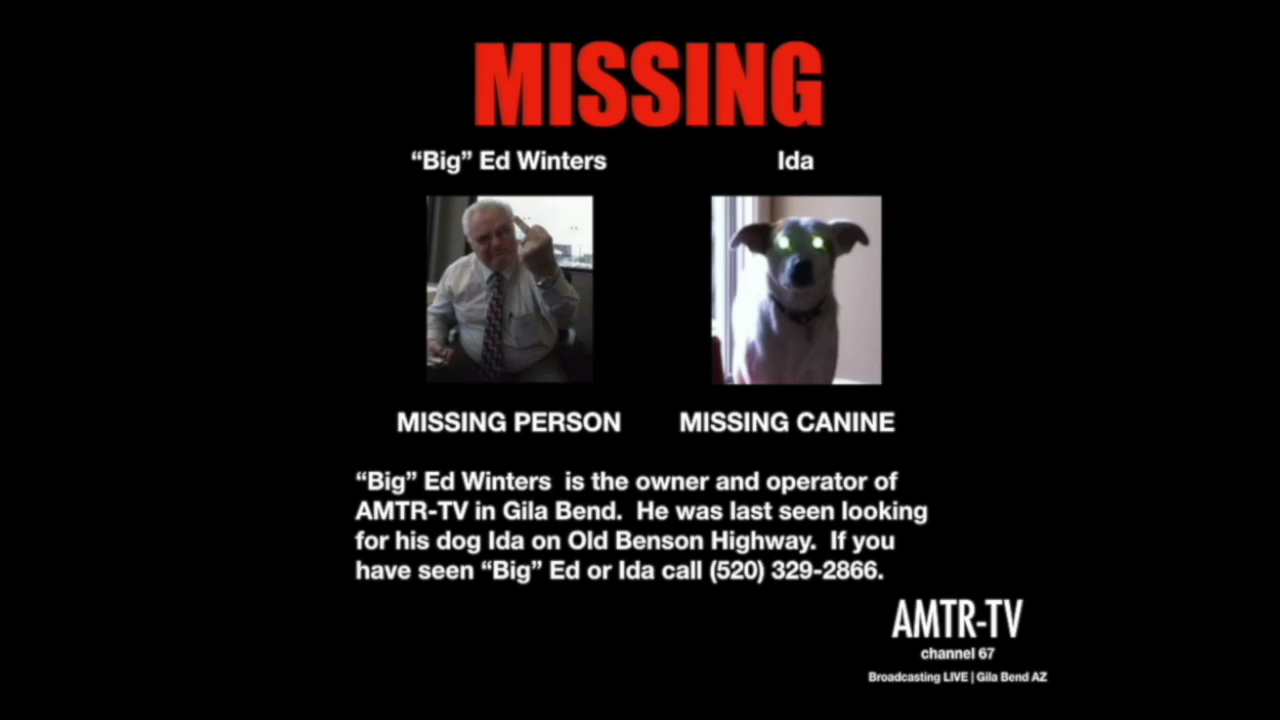 MISSING
“Big” Ed Winters
Ida
MISSING PERSON
MISSING CANINE
“Big” Ed Winters  is the owner and operator of
AMTR-TV in Gila Bend.  He was last seen looking
for his dog Ida on Old Benson Highway.  If you
have seen “Big” Ed or Ida call (520) 329-2866.
AMTR-TV
channel 67
Broadcasting LIVE | Gila Bend AZ